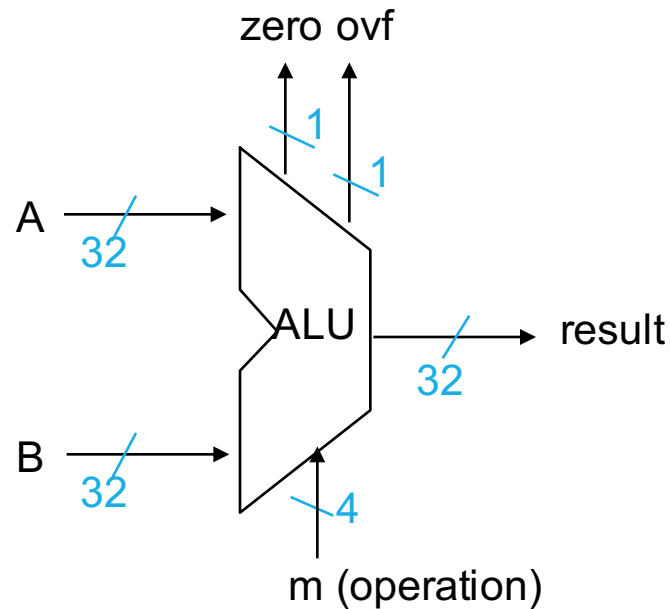 zero ovf
1
1
A
32
ALU
result
32
B
32
4
m (operation)